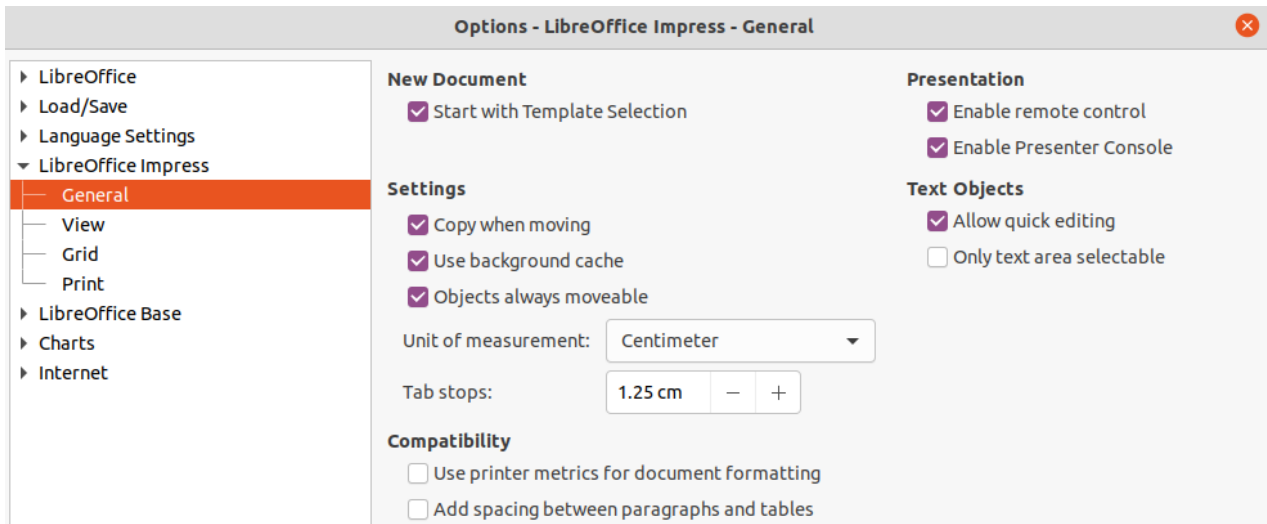 Options - LibreOffice Impress - General
LibreOffice
Load/Save
Language Settings
LibreOffice Impress
General
View
Grid
Print
LibreOffice Base
Charts
Internet
New Document
Start with Template Selection
Settings
Copy when moving
Use background cache
Objects always moveable
Unit of measurement: Centimeter
Tab stops: 1.25 cm
Compatibility
Use printer metrics for document formatting
Add spacing between paragraphs and tables
Presentation
Enable remote control
Enable Presenter Console
Text Objects
Allow quick editing
Only text area selectable